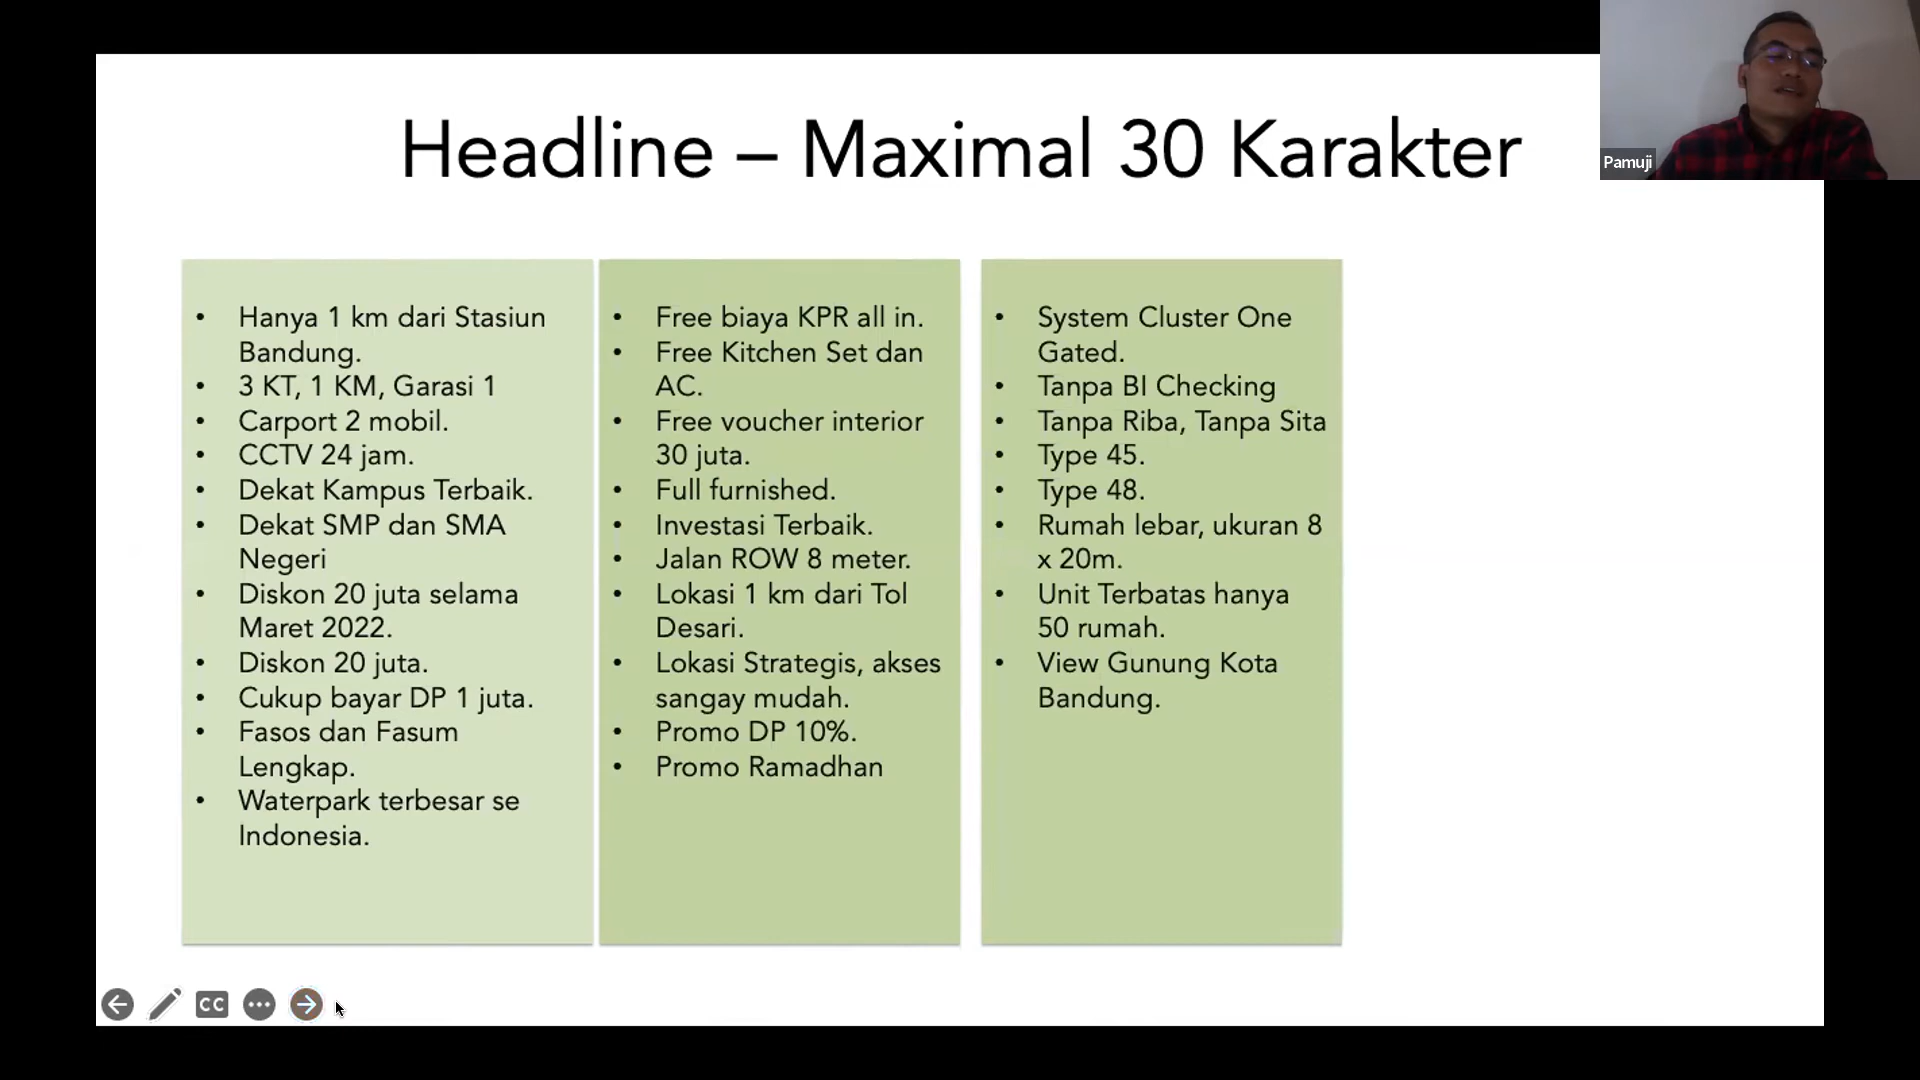 Headline – Maximal 30 Karakter
Pamuji
• Hanya 1 km dari Stasiun
Bandung.
• 3 KT, 1 KM, Garasi 1
• Carport 2 mobil.
• CCTV 24 jam.
• Dekat Kampus Terbaik.
• Dekat SMP dan SMA
Negeri
• Diskon 20 juta selama
Maret 2022.
• Diskon 20 juta.
• Cukup bayar DP 1 juta.
• Fasos dan Fasum
Lengkap.
• Waterpark terbesar se
Indonesia.
• Free biaya KPR all in.
• Free Kitchen Set dan
AC.
• Free voucher interior
30 juta.
• Full furnished.
• Investasi Terbaik.
• Jalan ROW 8 meter.
• Lokasi 1 km dari Tol
Desari.
• Lokasi Strategis, akses
sangay mudah.
• Promo DP 10%.
• Promo Ramadhan
• System Cluster One
Gated.
• Tanpa BI Checking
• Tanpa Riba, Tanpa Sita
• Type 45.
• Type 48.
• Rumah lebar, ukuran 8
x 20m.
• Unit Terbatas hanya
50 rumah.
• View Gunung Kota
Bandung.
CC